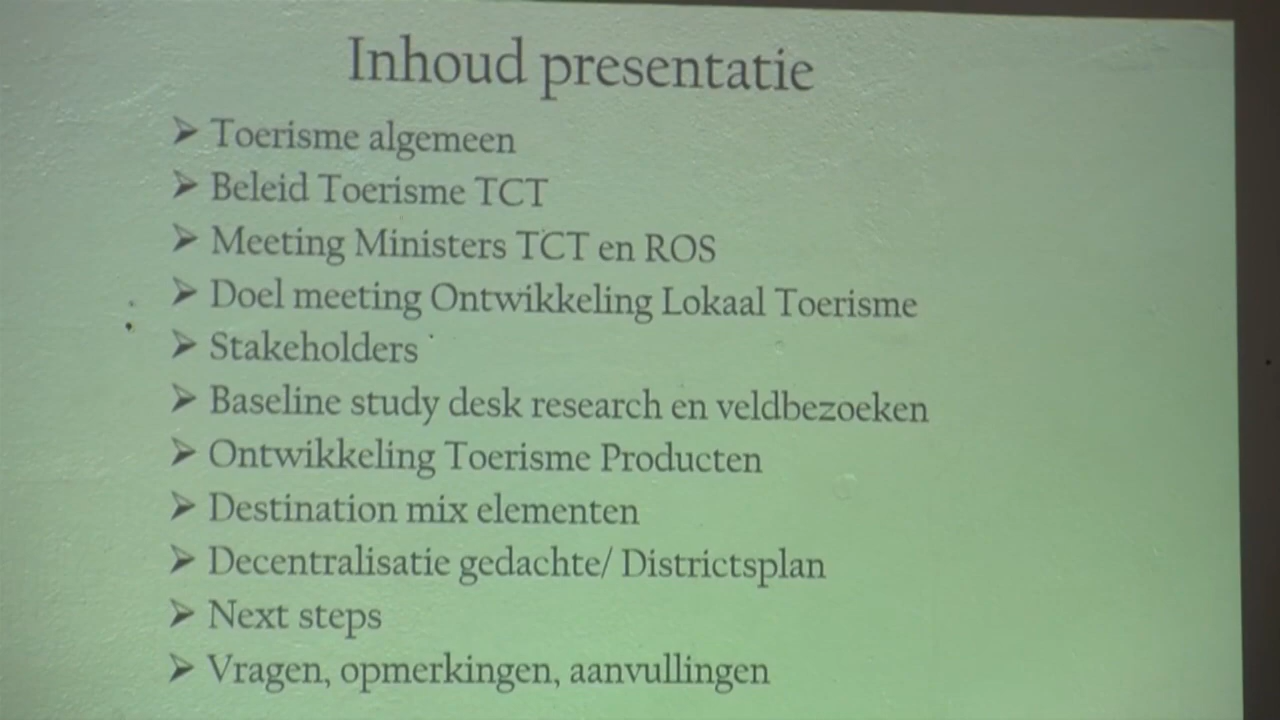 Inhoud presentatie
➢ Toerisme algemeen
➢ Beleid Toerisme TCT
➢ Meeting Ministers TCT en ROS
➢ Doel meeting Ontwikkeling Lokaal Toerisme
➢ Stakeholders
➢ Baseline study desk research en veldbezoeken
➢ Ontwikkeling Toerisme Producten
➢ Destination mix elementen
➢ Decentralisatie gedachte/ Districtsplan
➢ Next steps
➢ Vragen, opmerkingen, aanvullingen